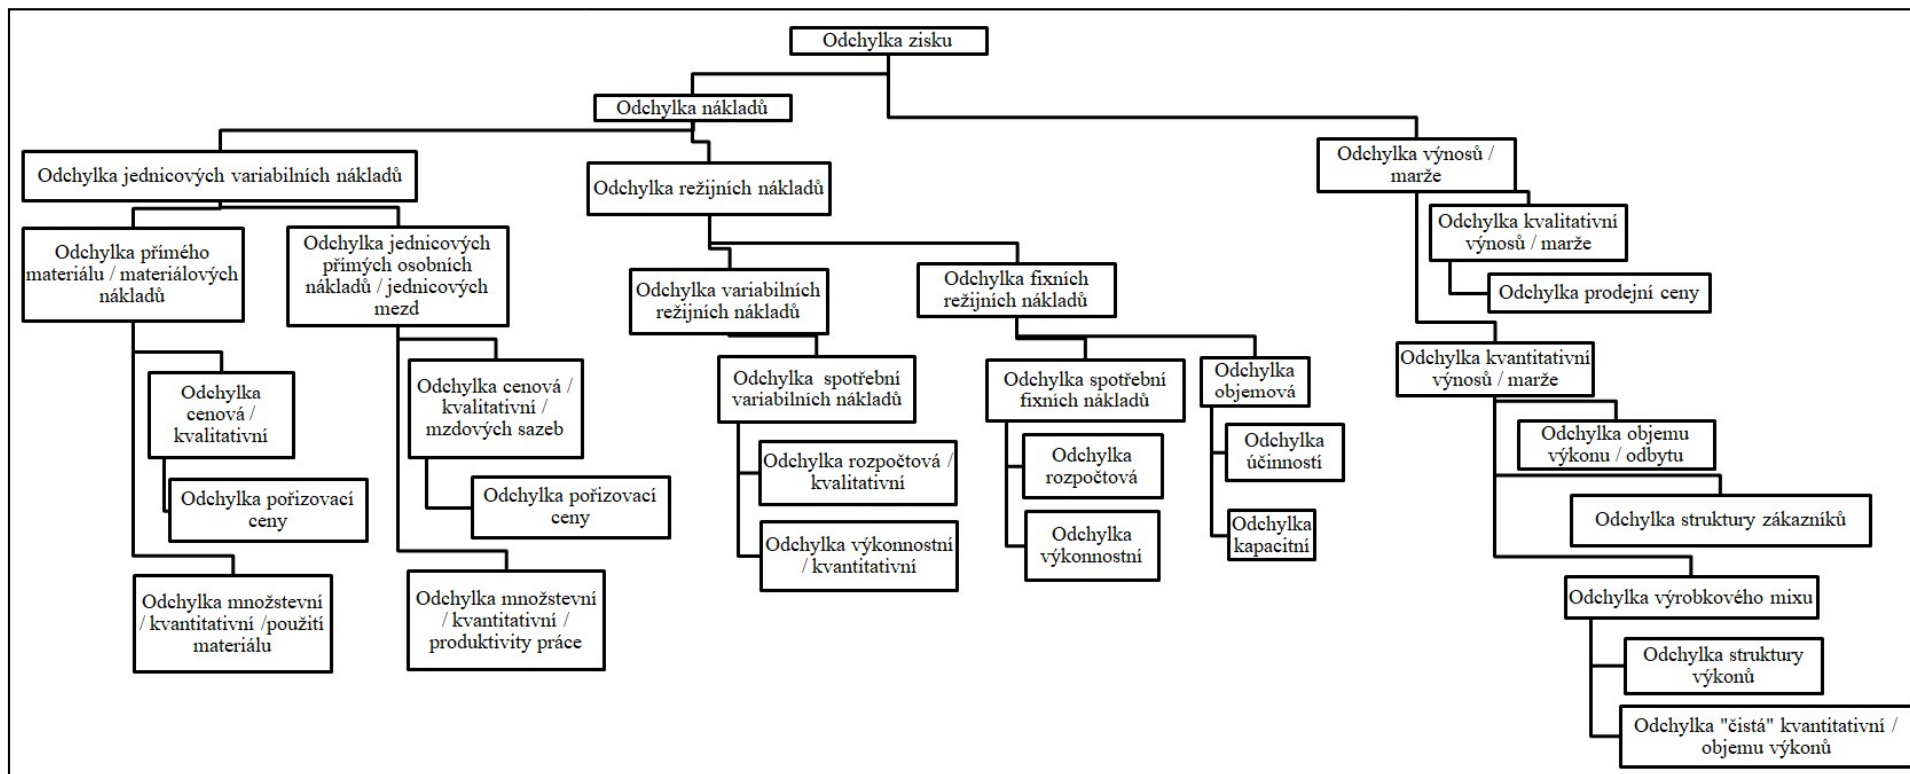 Odchylka zisku
Odchylka nákladů
Odchylka výnosů /
marže
Odchylka jednicových variabilních nákladů
Odchylka režijních nákladů
Odchylka kvalitativní
výnosů / marže
Odchylka prodejní ceny
Odchylka přímého
materiálu / materiálových
nákladů
Odchylka jednicových
přímých osobních
nákladů / jednicových
mezd
Odchylka variabilních
režijních nákladů
Odchylka fixních
režijních nákladů
Odchylka kvantitativní
výnosů / marže
Odchylka
cenová /
kvalitativní
Odchylka cenová /
kvalitativní /
mzdových sazeb
Odchylka  spotřební
variabilních nákladů
Odchylka spotřební
fixních nákladů
Odchylka
objemová
Odchylka objemu
výkonu / odbytu
Odchylka pořizovací
ceny
Odchylka pořizovací
ceny
Odchylka rozpočtová /
kvalitativní
Odchylka
rozpočtová
Odchylka
účinností
Odchylka struktury zákazníků
Odchylka výkonnostní
/ kvantitativní
Odchylka
výkonnostní
Odchylka
kapacitní
Odchylka množstevní
/ kvantitativní /použití
materiálu
Odchylka množstevní
/ kvantitativní /
produktivity práce
Odchylka výrobkového mixu
Odchylka struktury
výkonů
Odchylka "čistá" kvantitativní /
objemu výkonů